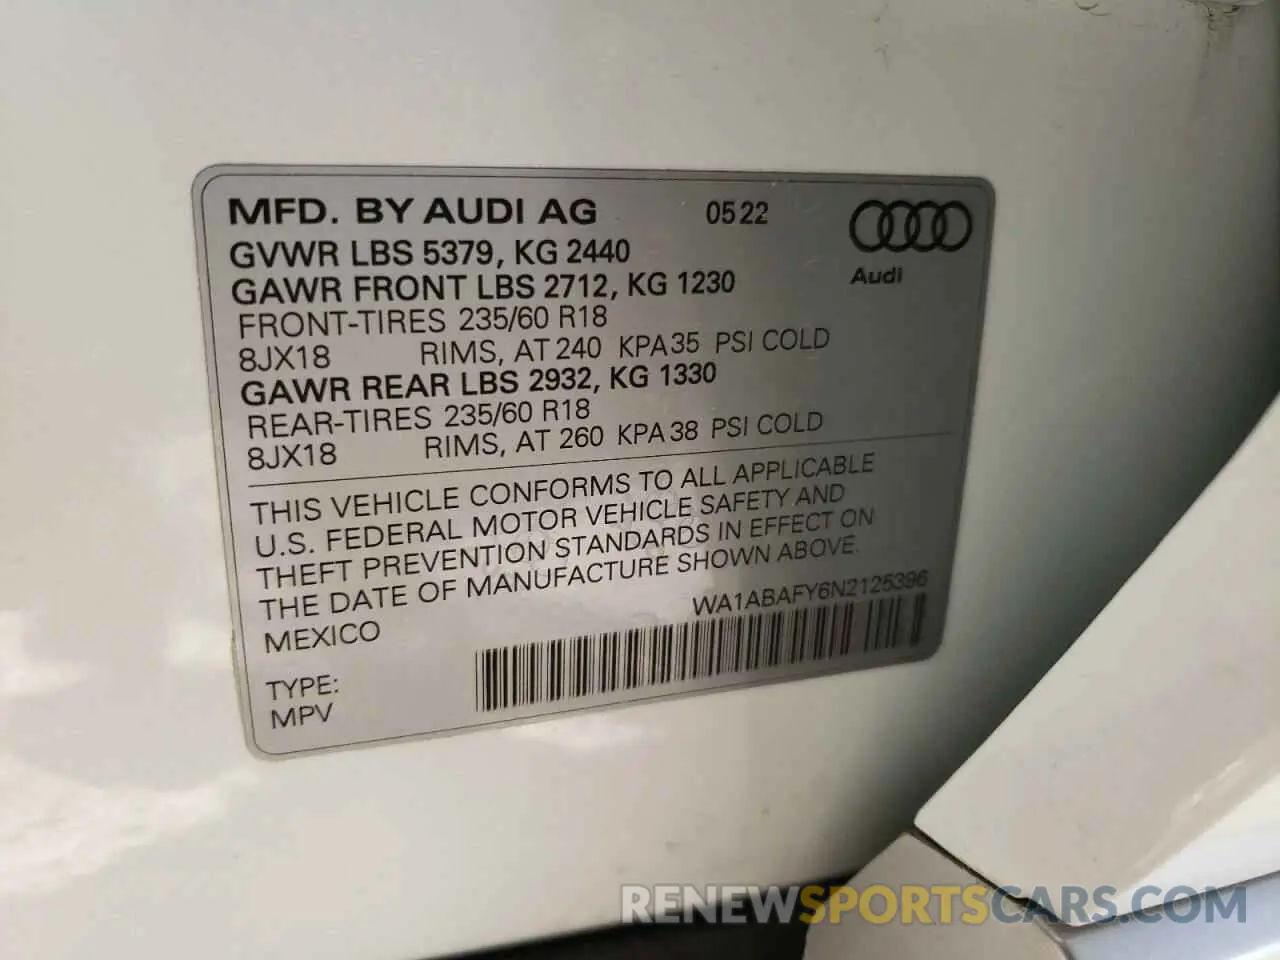 MFD. BY AUDI AG 0522
GVWR LBS 5379, KG 2440
GAWR FRONT LBS 2712, KG 1230
Audi
FRONT-TIRES 235/60 R18
8JX18 RIMS, AT 240 KPA35 PSI COLD
GAWR REAR LBS 2932, KG 1330
REAR-TIRES 235/60 R18
8JX18 RIMS, AT 260 KPA38 PSI COLD
THIS VEHICLE CONFORMS TO ALL APPLICABLE
U.S. FEDERAL MOTOR VEHICLE SAFETY AND
THEFT PREVENTION STANDARDS IN EFFECT ON
THE DATE OF MANUFACTURE SHOWN ABOVE.
MEXICO WA1ABAFY6N2125396
TYPE:
MPV
RENEWSPORTSCARS.COM